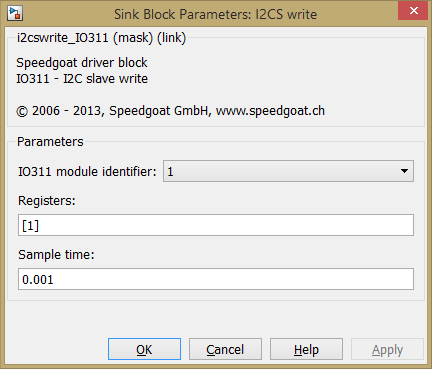 Sink Block Parameters: I2CS write
i2cswrite_IO311 (mask) (link)
Speedgoat driver block
IO311 - I2C slave write
© 2006 - 2013, Speedgoat GmbH, www.speedgoat.ch
Parameters
IO311 module identifier: 1
Registers:
[1]
Sample time:
0.001
OK Cancel Help Apply